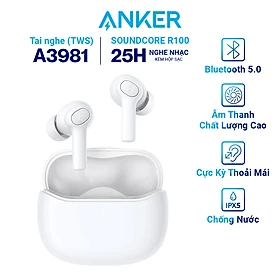 ANKER
Tai nghe (TWS)
A3981
SOUNDCORE R100
25H NGHE NHẠC
KÈM HỘP SẠC
Bluetooth 5.0
Âm Thanh
Chất Lượng Cao
Cực Kỳ Thoải Mái
IPX5
Chống Nước